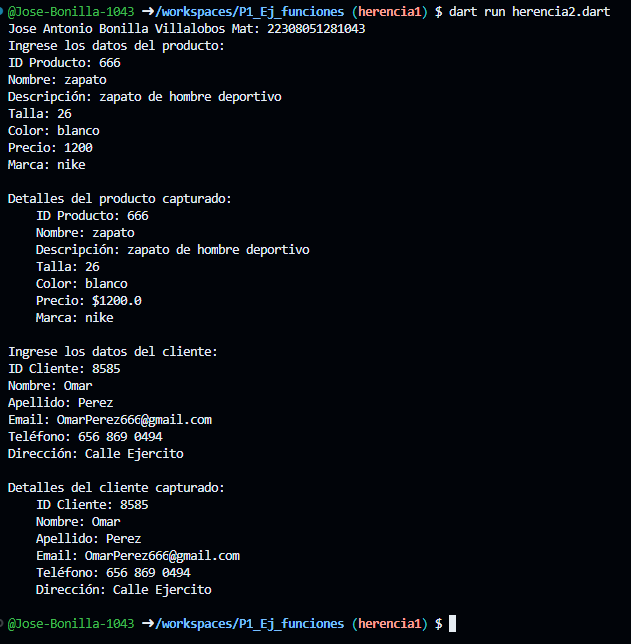 @Jose-Bonilla-1043 ➜/workspaces/P1_Ej_funciones (herencia1) $ dart run herencia2.dart
Jose Antonio Bonilla Villalobos Mat: 22308051281043
Ingrese los datos del producto:
ID Producto: 666
Nombre: zapato
Descripción: zapato de hombre deportivo
Talla: 26
Color: blanco
Precio: 1200
Marca: nike

Detalles del producto capturado:
    ID Producto: 666
    Nombre: zapato
    Descripción: zapato de hombre deportivo
    Talla: 26
    Color: blanco
    Precio: $1200.0
    Marca: nike

Ingrese los datos del cliente:
ID Cliente: 8585
Nombre: Omar
Apellido: Perez
Email: OmarPerez666@gmail.com
Teléfono: 656 869 0494
Dirección: Calle Ejercito

Detalles del cliente capturado:
    ID Cliente: 8585
    Nombre: Omar
    Apellido: Perez
    Email: OmarPerez666@gmail.com
    Teléfono: 656 869 0494
    Dirección: Calle Ejercito

@Jose-Bonilla-1043 ➜/workspaces/P1_Ej_funciones (herencia1) $